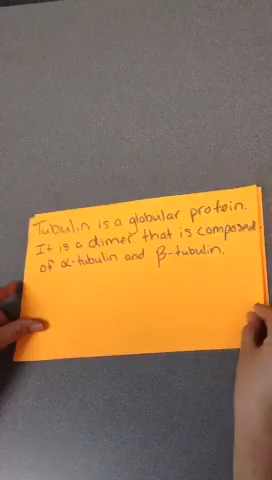 Tubulin is a globular protein.
It is a dimer that is composed
of α-tubulin and β-tubulin.